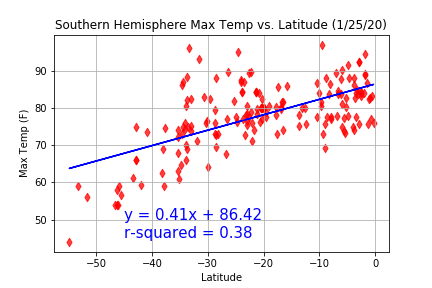 Southern Hemisphere Max Temp vs. Latitude (1/25/20)
Max Temp (F)
90
80
70
60
50
y = 0.41x + 86.42
r-squared = 0.38
−50 −40 −30 −20 −10 0
Latitude